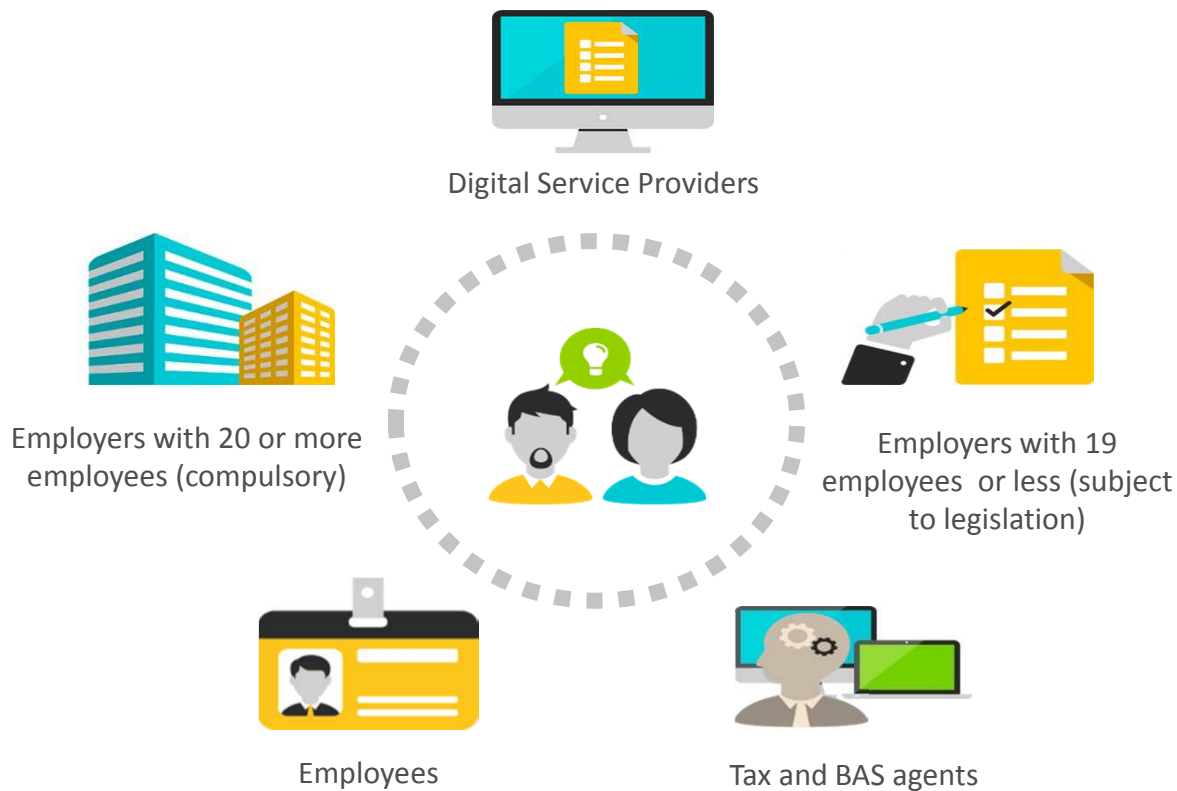 Digital Service Providers
Employers with 20 or more
employees (compulsory)
Employers with 19
employees  or less (subject
to legislation)
Employees
Tax and BAS agents